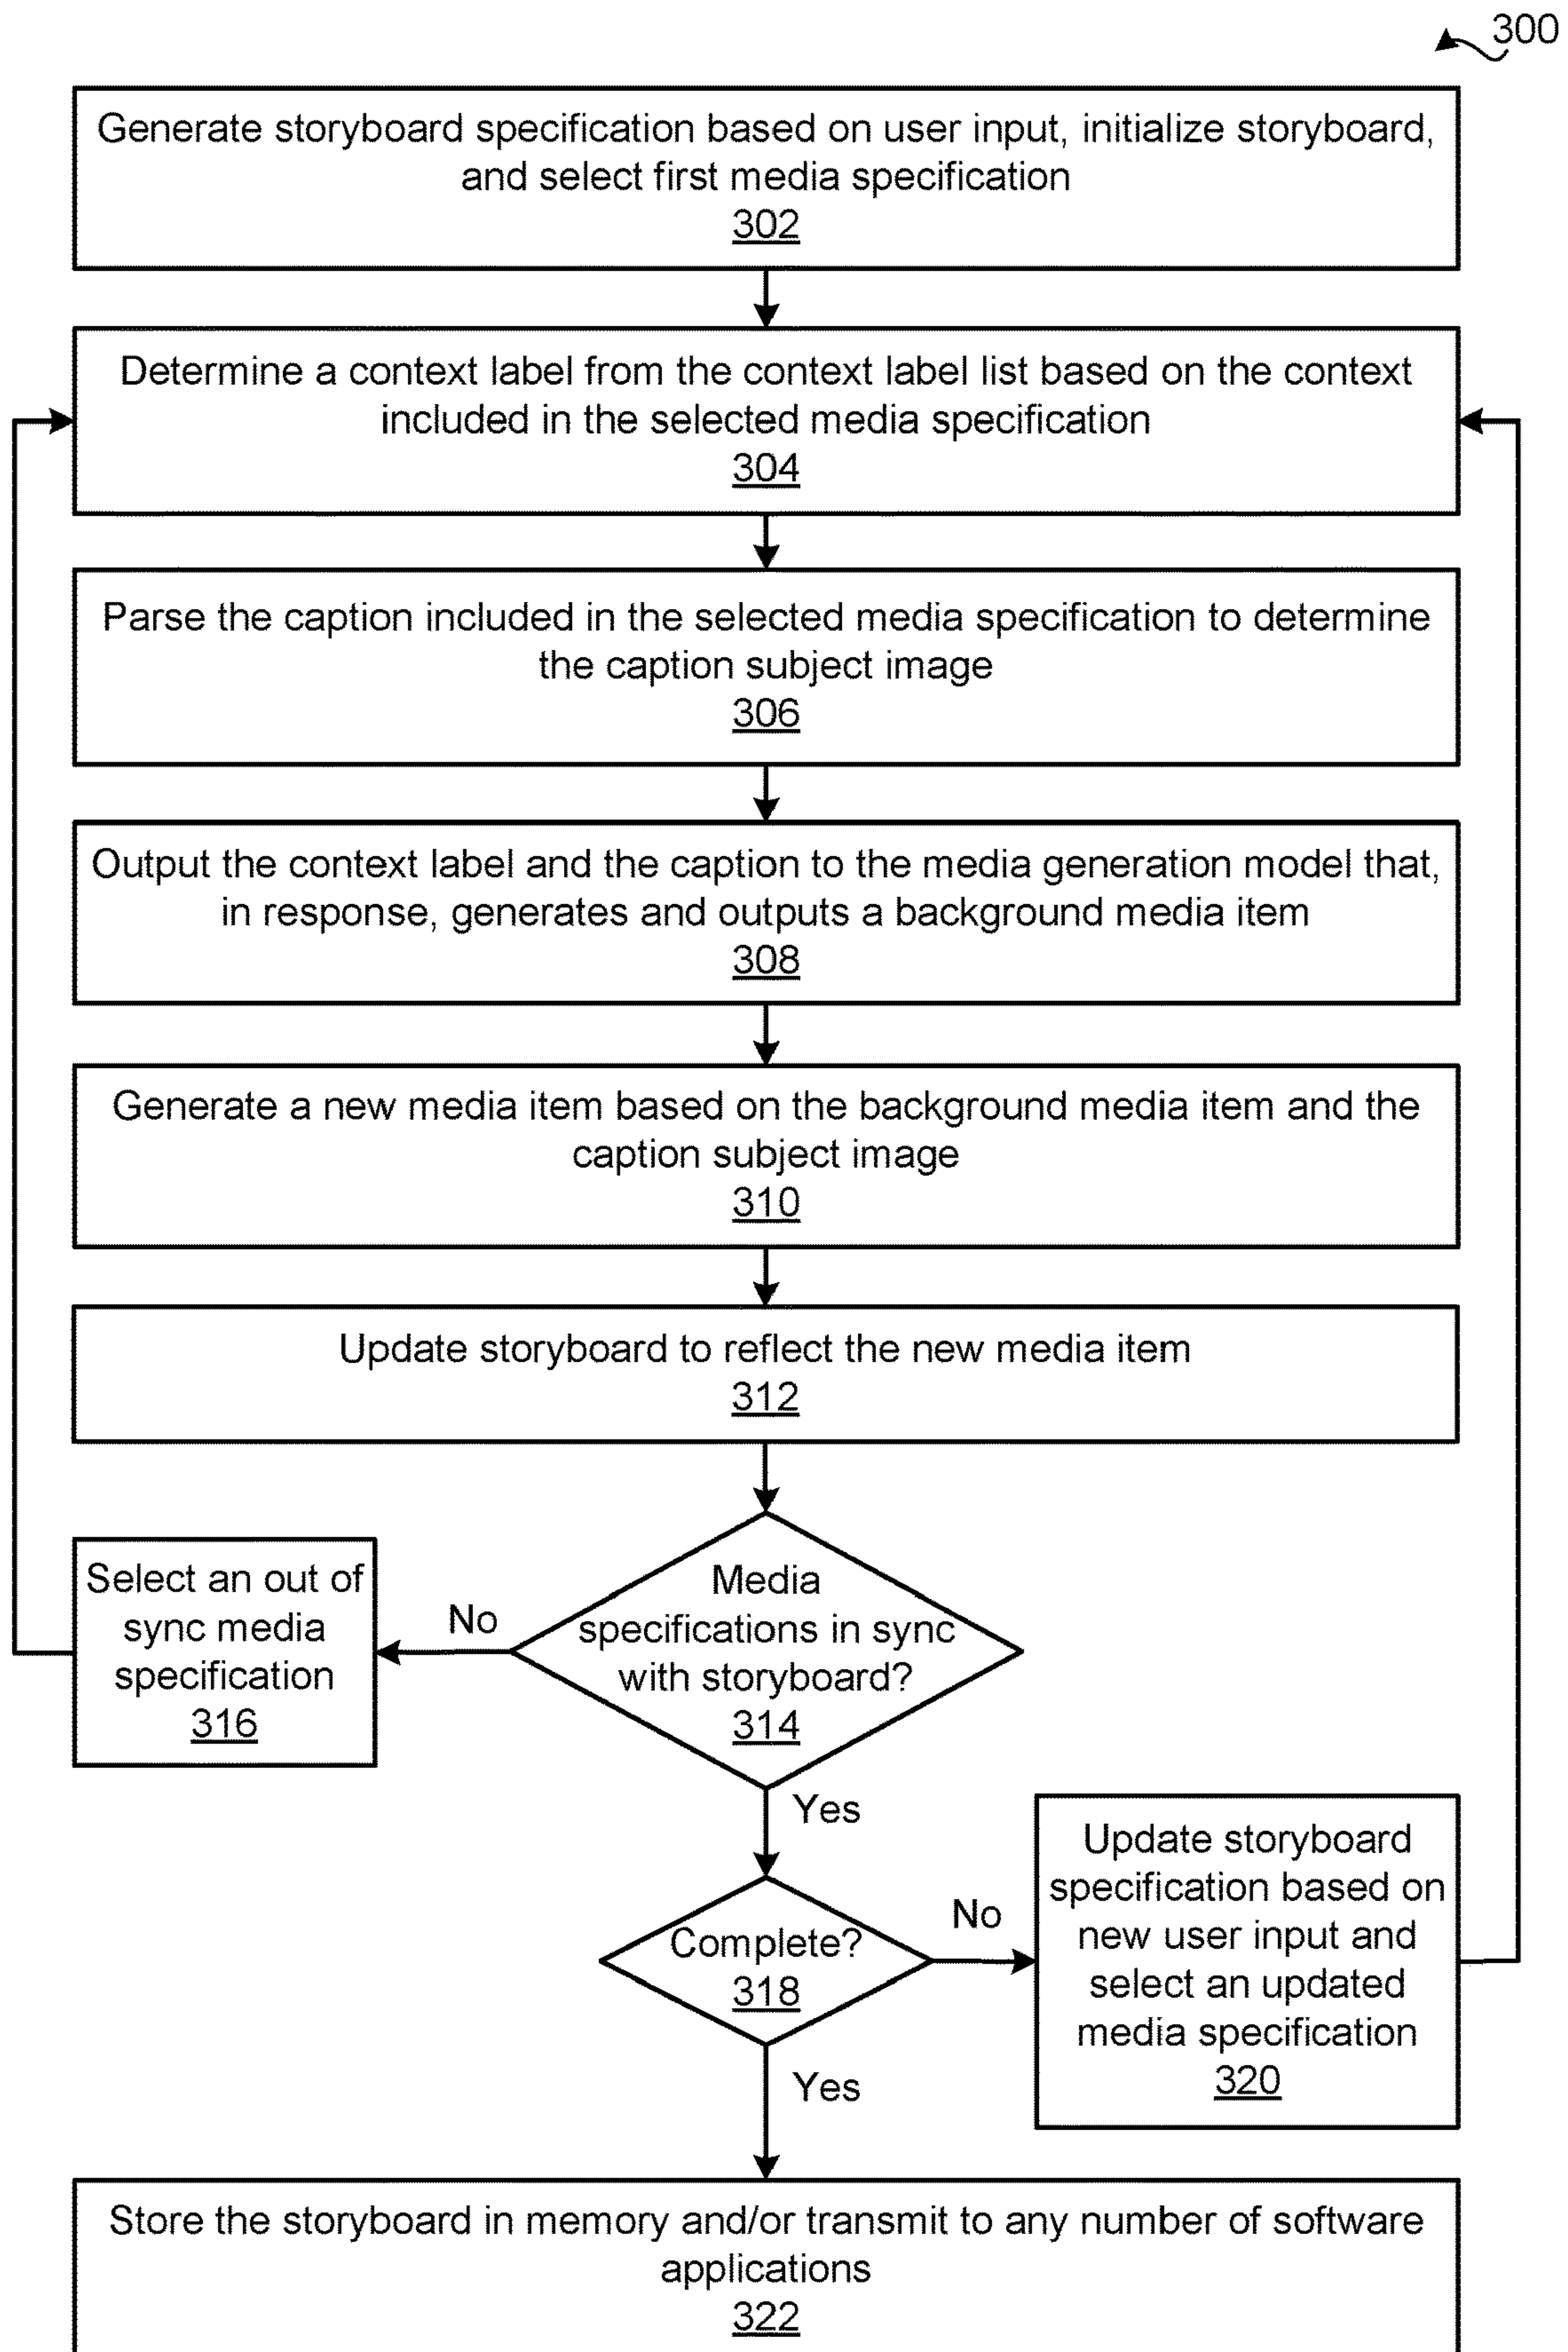 300
Generate storyboard specification based on user input, initialize storyboard,
and select first media specification
302
Determine a context label from the context label list based on the context
included in the selected media specification
304
Parse the caption included in the selected media specification to determine
the caption subject image
306
Output the context label and the caption to the media generation model that,
in response, generates and outputs a background media item
308
Generate a new media item based on the background media item and the
caption subject image
310
Update storyboard to reflect the new media item
312
Media
specifications in sync
with storyboard?
314
No
Select an out of
sync media
specification
316
Yes
Complete?
318
No
Update storyboard
specification based on
new user input and
select an updated
media specification
320
Yes
Store the storyboard in memory and/or transmit to any number of software
applications
322